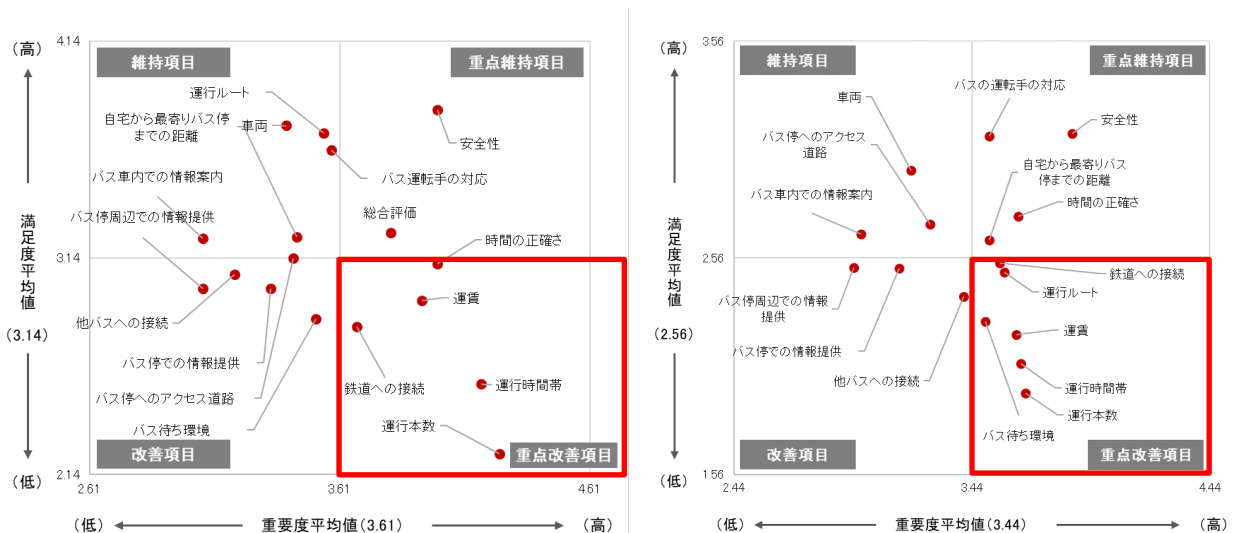 4.14
（高）
維持項目
重点維持項目
運行ルート
自宅から最寄りバス停
までの距離
車両
安全性
バス運転手の対応
バス車内での情報案内
バス停周辺での情報提供
総合評価
時間の正確さ
満足度平均値
3.14
（3.14）
運賃
他バスへの接続
バス停での情報提供
鉄道への接続
運行時間帯
バス停へのアクセス道路
バス待ち環境
運行本数
改善項目
重点改善項目
（低）
2.14
2.61
3.61
4.61
（低）
重要度平均値（3.61）
（高）
3.56
（高）
維持項目
重点維持項目
バスの運転手の対応
車両
安全性
バス停へのアクセス
道路
自宅から最寄りバス
停までの距離
バス車内での情報案内
時間の正確さ
満足度平均値
2.56
（2.56）
鉄道への接続
運行ルート
バス停周辺での情報
提供
運賃
バス停での情報提供
他バスへの接続
運行時間帯
運行本数
バス待ち環境
改善項目
重点改善項目
（低）
1.56
2.44
3.44
4.44
（低）
重要度平均値（3.44）
（高）